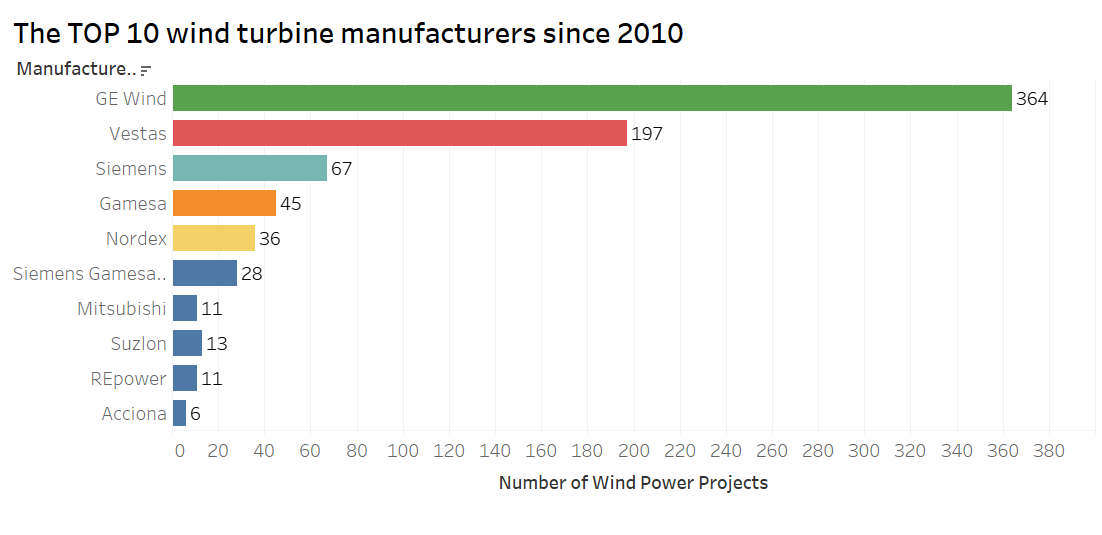 The TOP 10 wind turbine manufacturers since 2010
Manufacture..
GE Wind 364
Vestas 197
Siemens 67
Gamesa 45
Nordex 36
Siemens Gamesa.. 28
Mitsubishi 11
Suzlon 13
REpower 11
Acciona 6
0 20 40 60 80 100 120 140 160 180 200 220 240 260 280 300 320 340 360 380
Number of Wind Power Projects